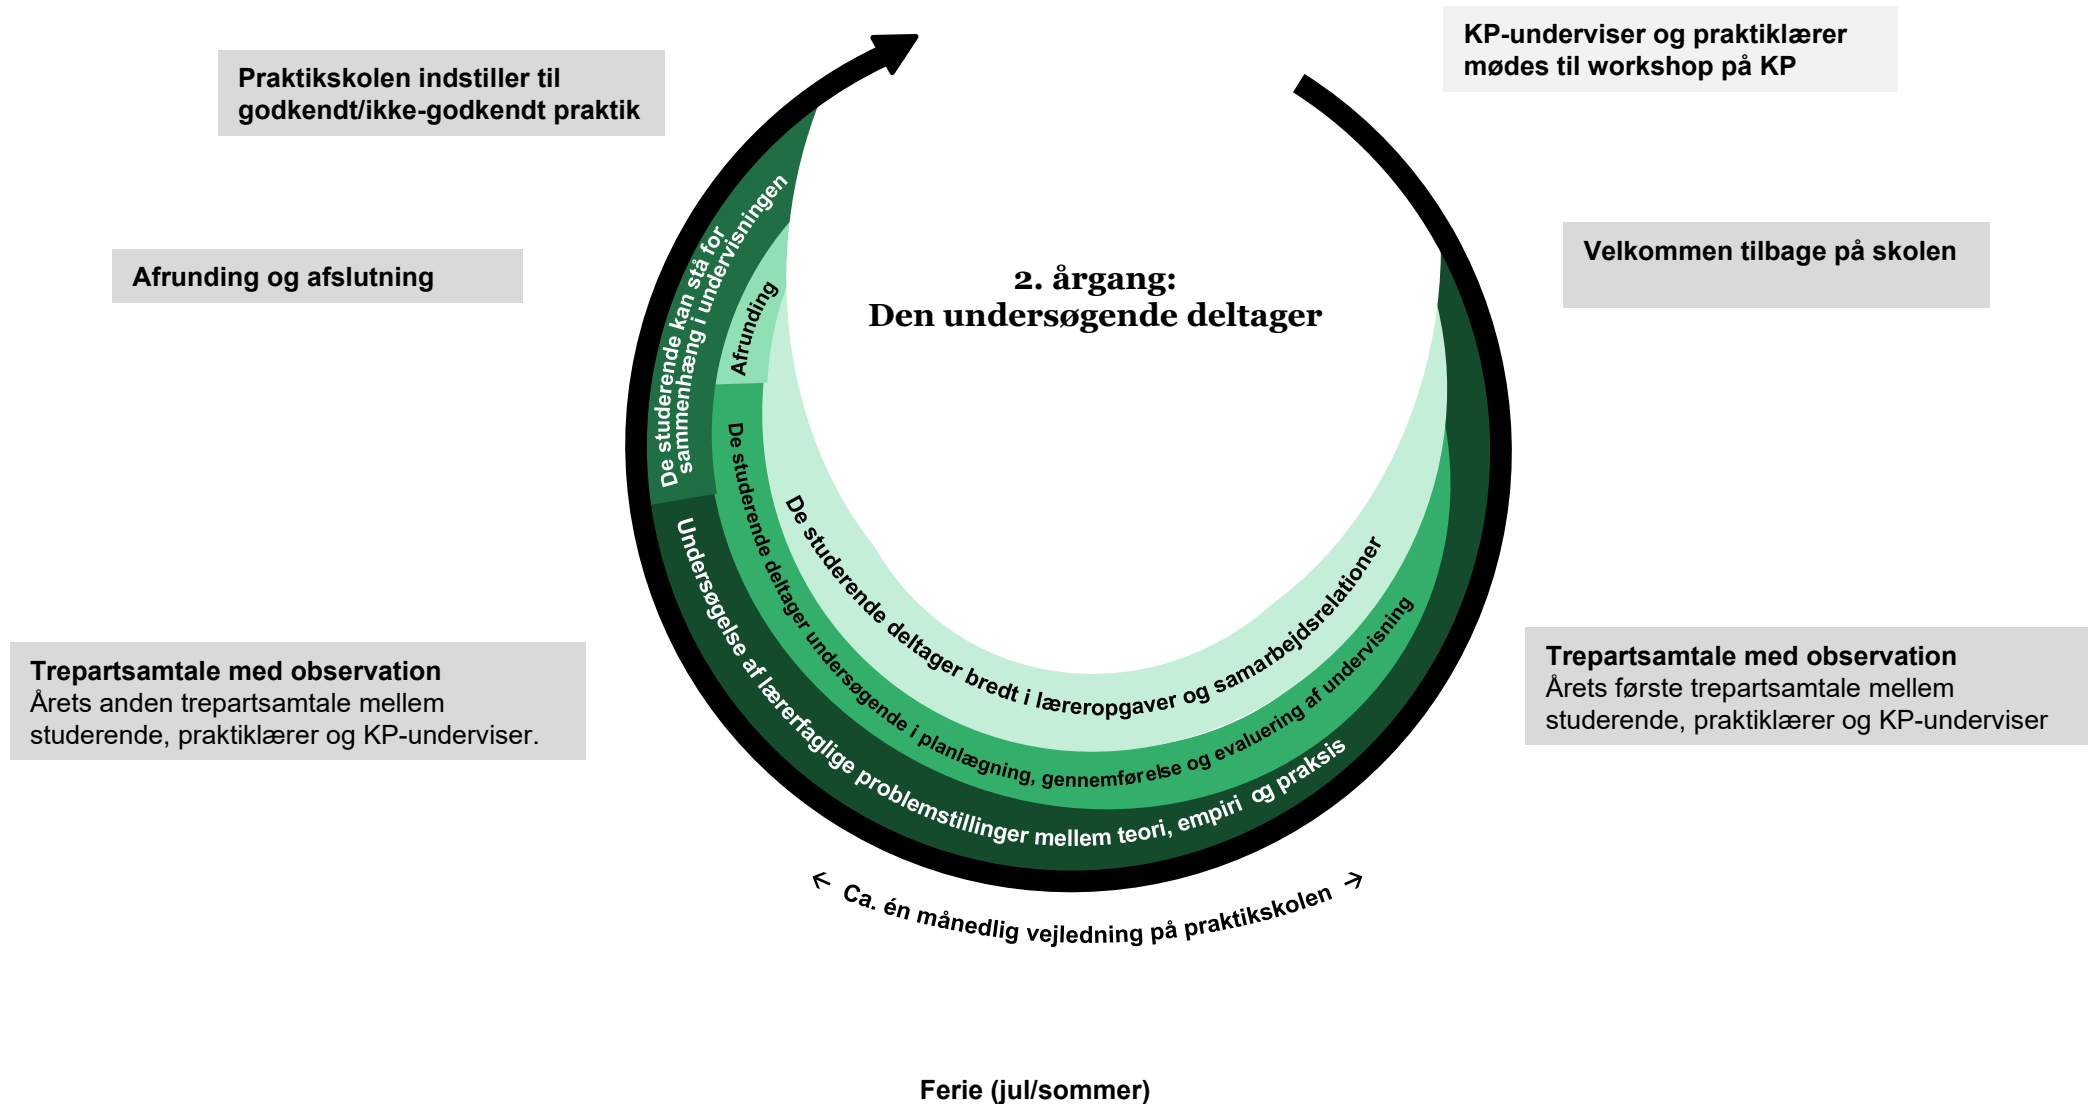 KP-underviser og praktiklærer
mødes til workshop på KP
Praktikskolen indstiller til
godkendt/ikke-godkendt praktik
Velkommen tilbage på skolen
Afrunding og afslutning
2. årgang:
Den undersøgende deltager
De studerende kan stå for
sammenhæng i undervisningen
Afrunding
De studerende deltager bredt i læreropgaver og samarbejdsrelationer
De studerende deltager undersøgende i planlægning, gennemførelse og evaluering af undervisning
Undersøgelse af lærerfaglige problemstillinger mellem teori, empiri og praksis
Trepartsamtale med observation
Årets første trepartsamtale mellem
studerende, praktiklærer og KP-underviser
Trepartsamtale med observation
Årets anden trepartsamtale mellem
studerende, praktiklærer og KP-underviser.
← Ca. én månedlig vejledning på praktikskolen →
Ferie (jul/sommer)